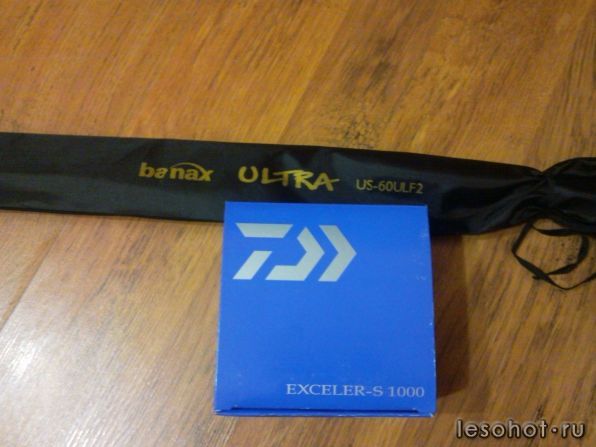 banax ULTRA US-60ULF2
EXCELER-S 1000
lesohot.ru